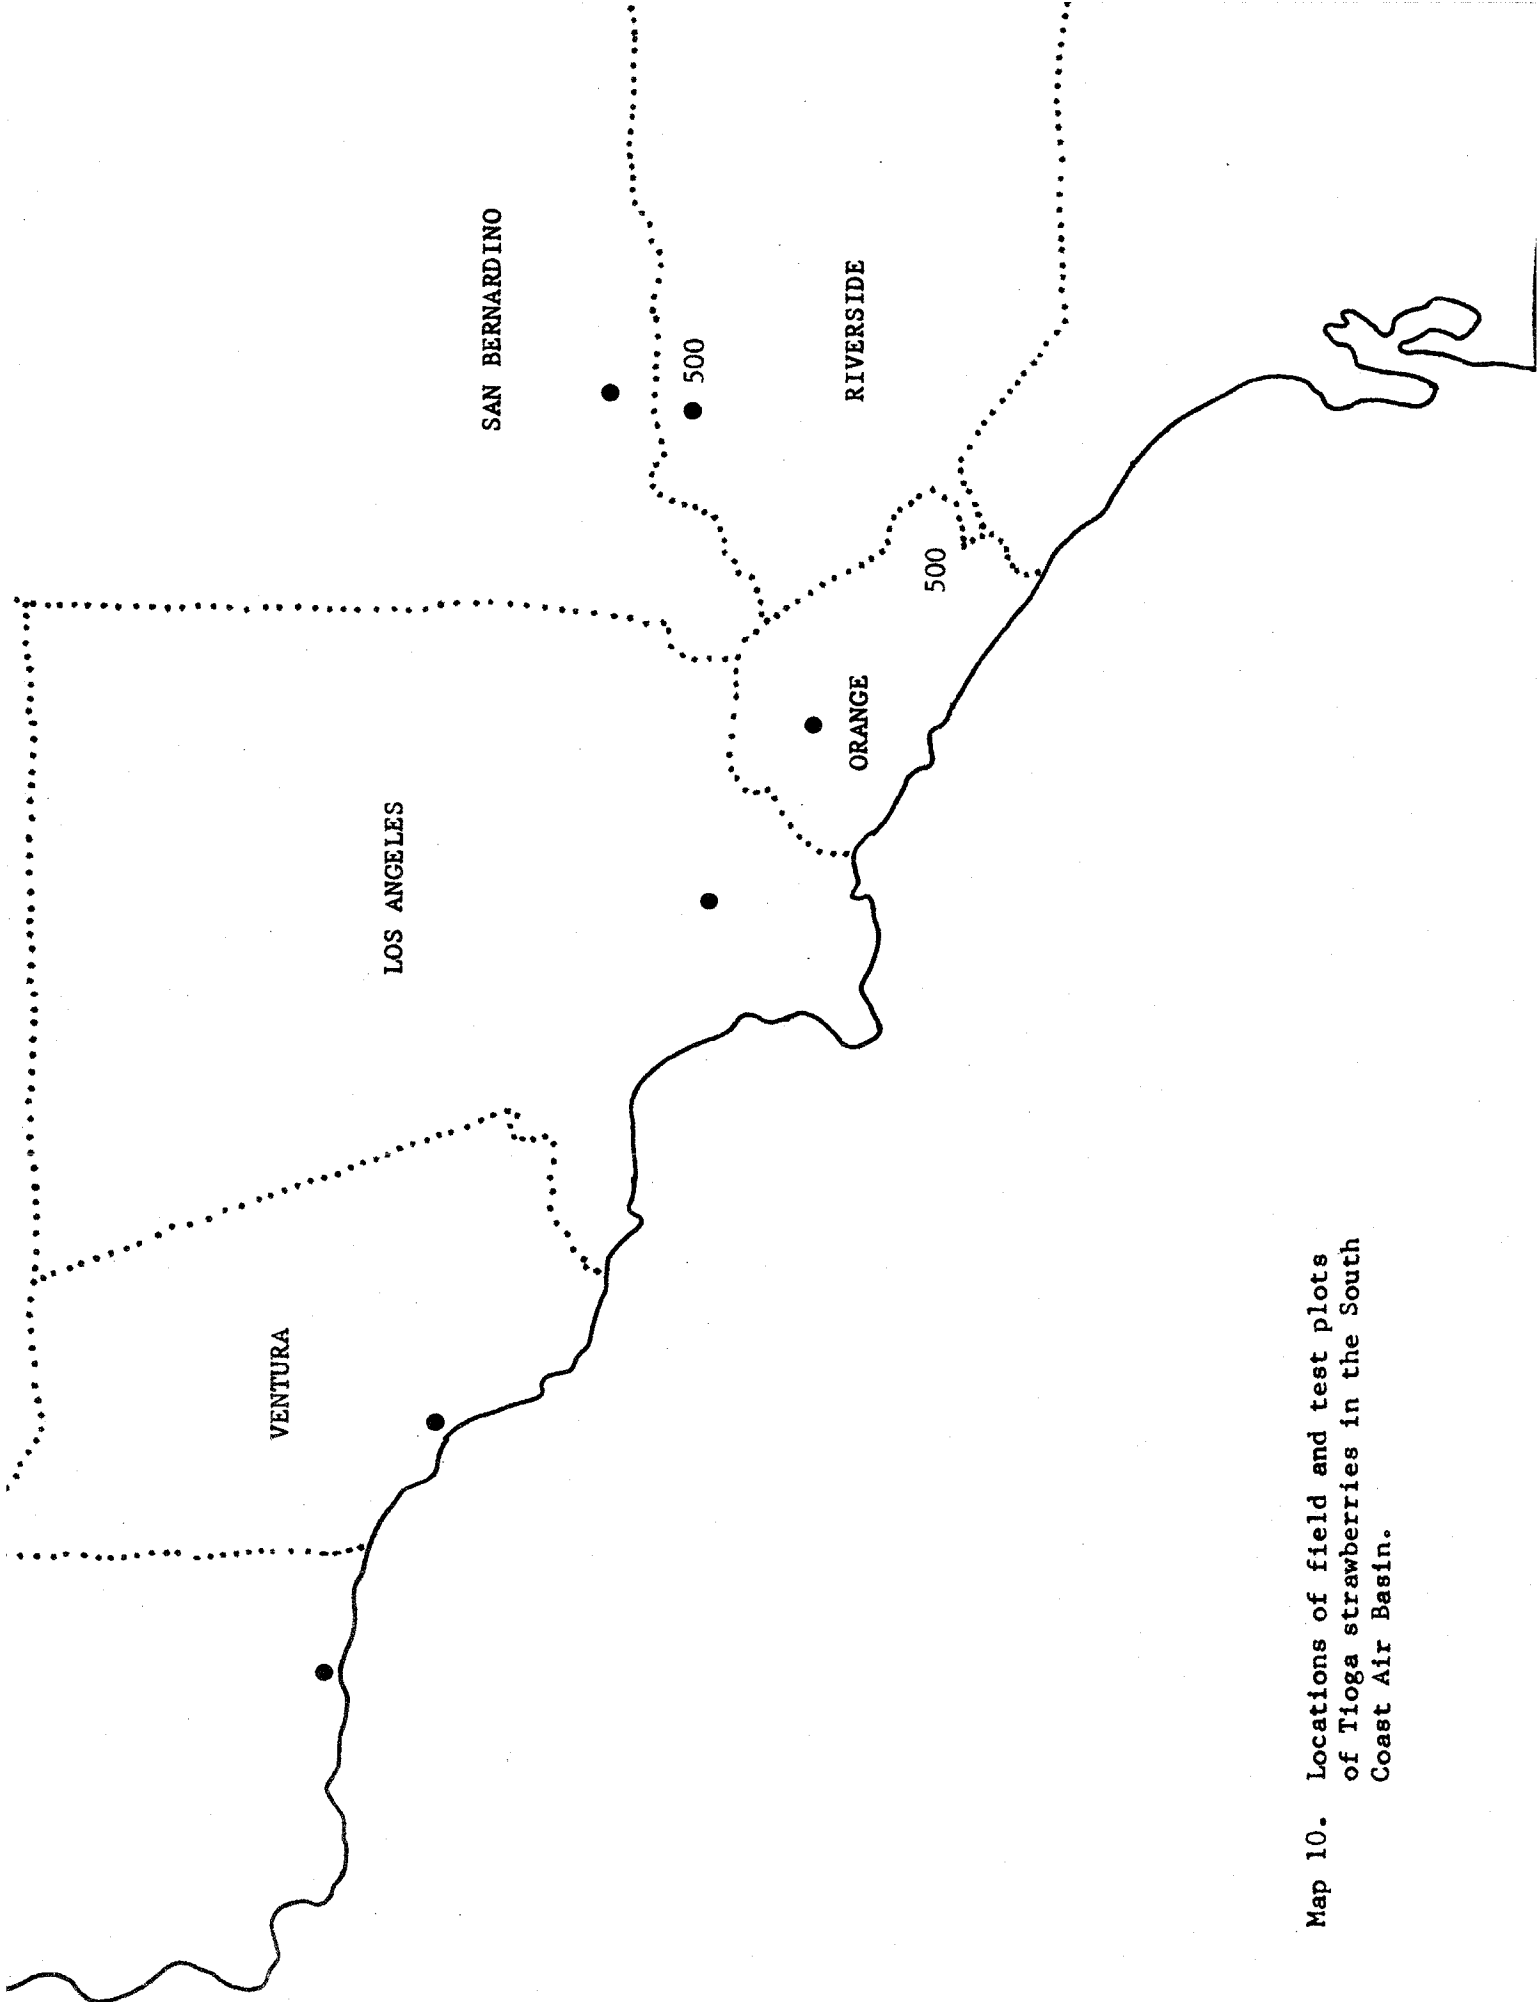 SAN BERNARDINO
LOS ANGELES
VENTURA
500
RIVERSIDE
ORANGE
500
Map 10. Locations of field and test plots
of Tioga strawberries in the South
Coast Air Basin.